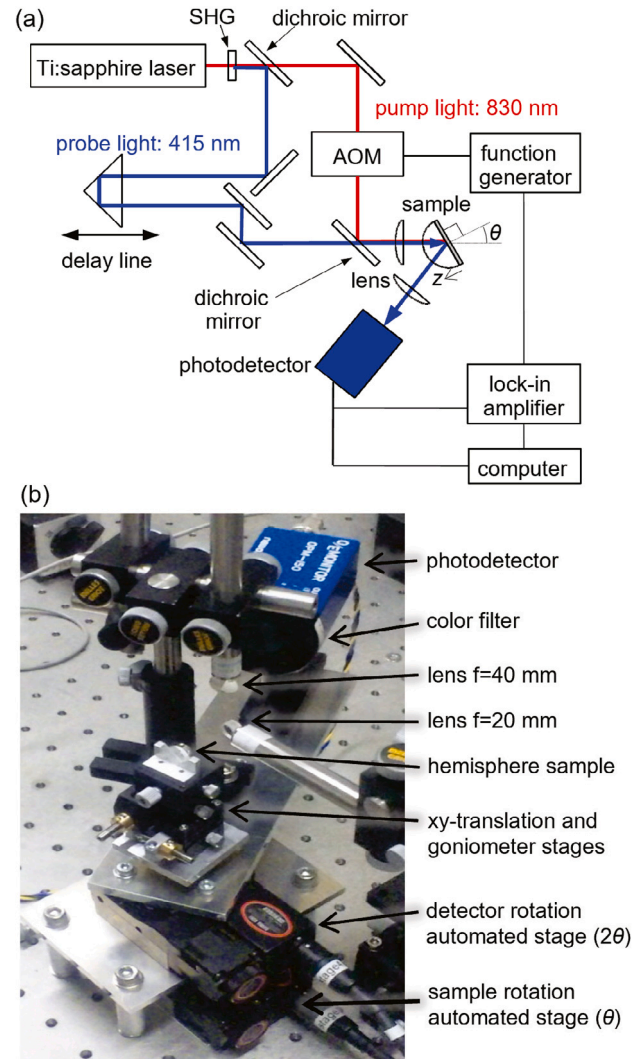 (a)
SHG
dichroic mirror
Ti:sapphire laser
pump light: 830 nm
probe light: 415 nm
AOM
function
generator
sample
θ
delay line
lens
z
dichroic
mirror
photodetector
lock-in
amplifier
computer
(b)
O/E MONITOR
photodetector
color filter
lens f=40 mm
lens f=20 mm
hemisphere sample
xy-translation and
goniometer stages
detector rotation
automated stage (2θ)
sample rotation
automated stage (θ)